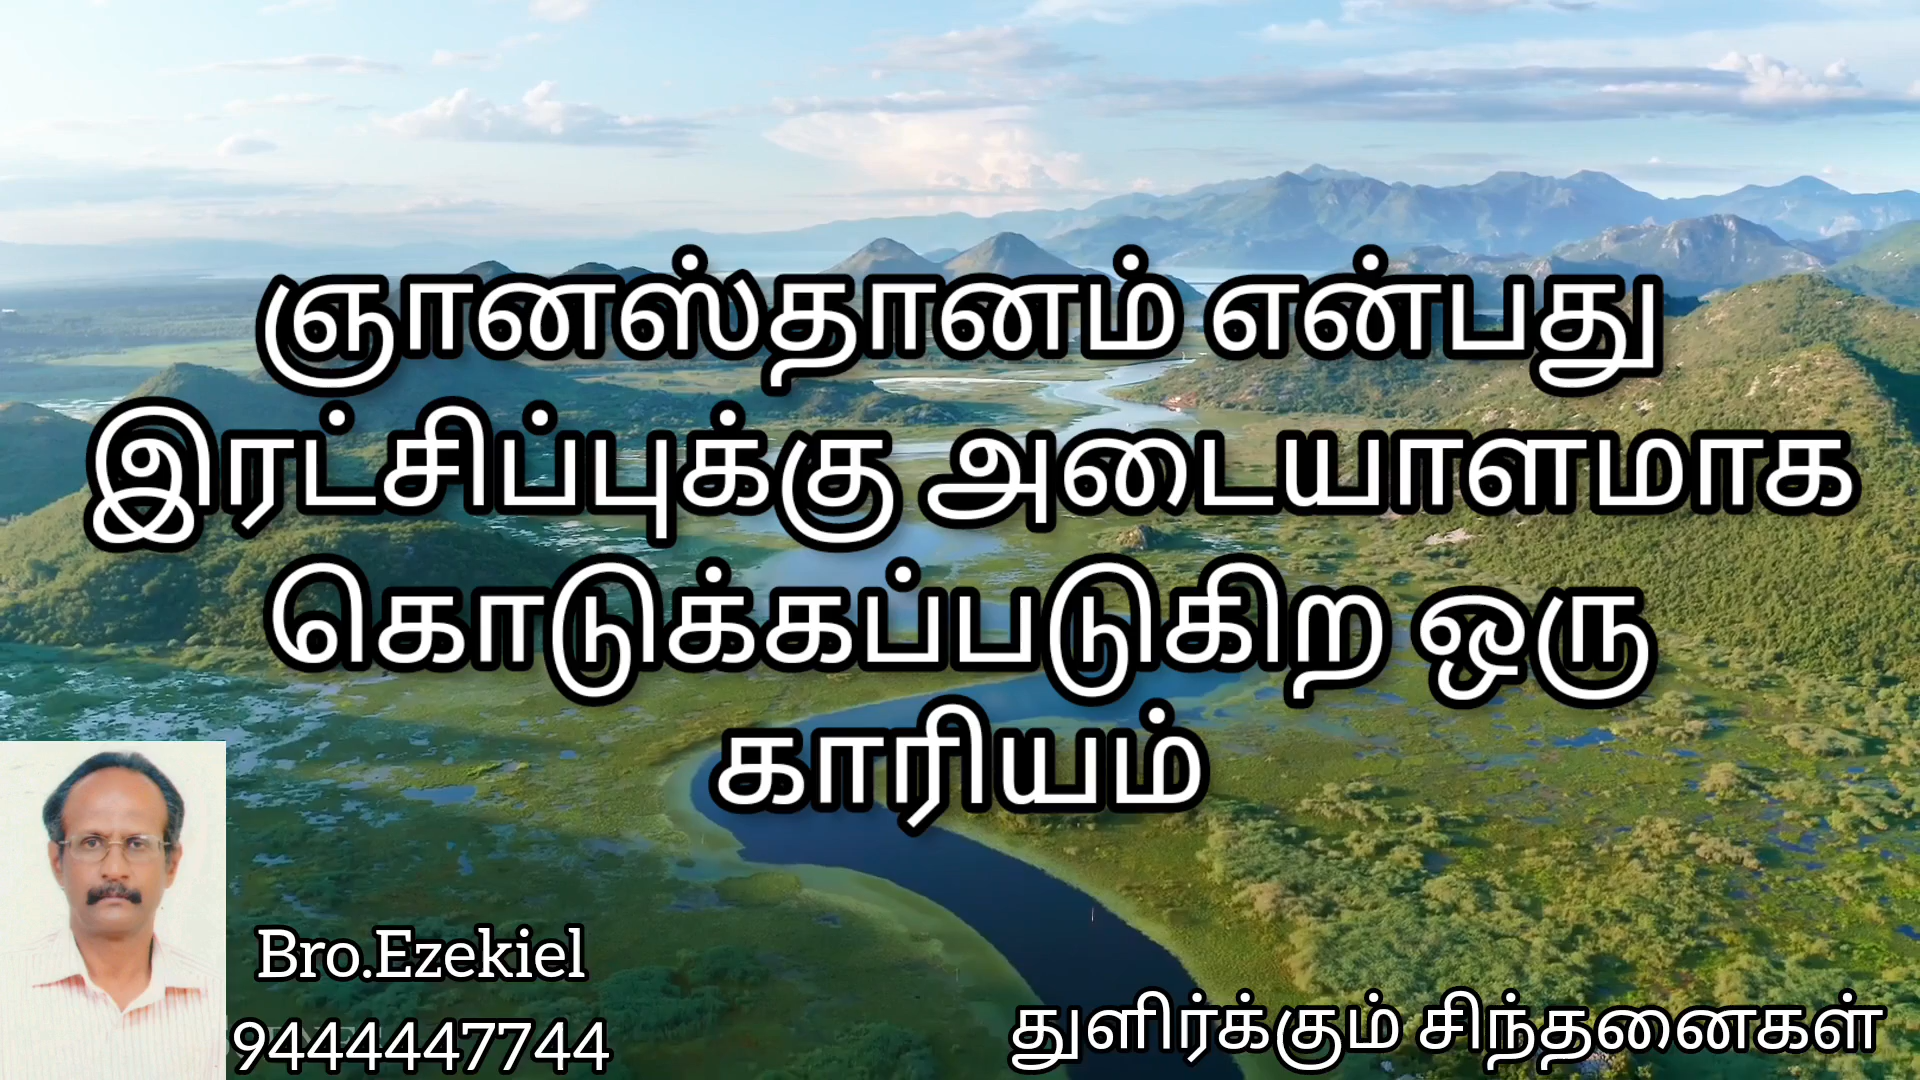 ஞானஸ்தானம் என்பது
இரட்சிப்புக்கு அடையாளமாக
கொடுக்கப்படுகிற ஒரு
காரியம்
Bro.Ezekiel
9444447744
துளிர்க்கும் சிந்தனைகள்